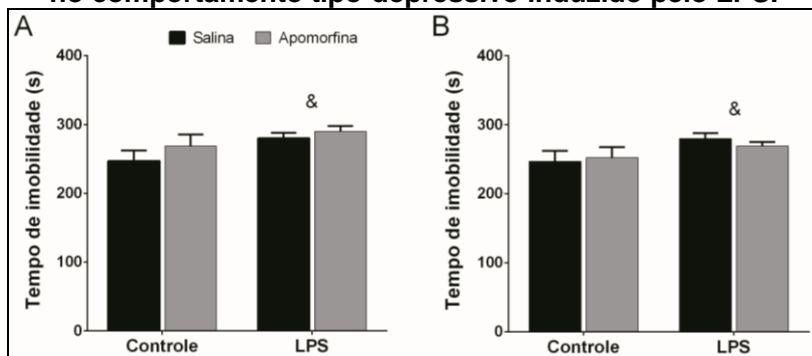 no comportamento tipo-depressivo induzido pelo LPS.
A
B
Salina Apomorfina
Tempo de imobilidade (s)
400
300
200
100
0
&
Controle LPS
Tempo de imobilidade (s)
400
300
200
100
0
&
Controle LPS